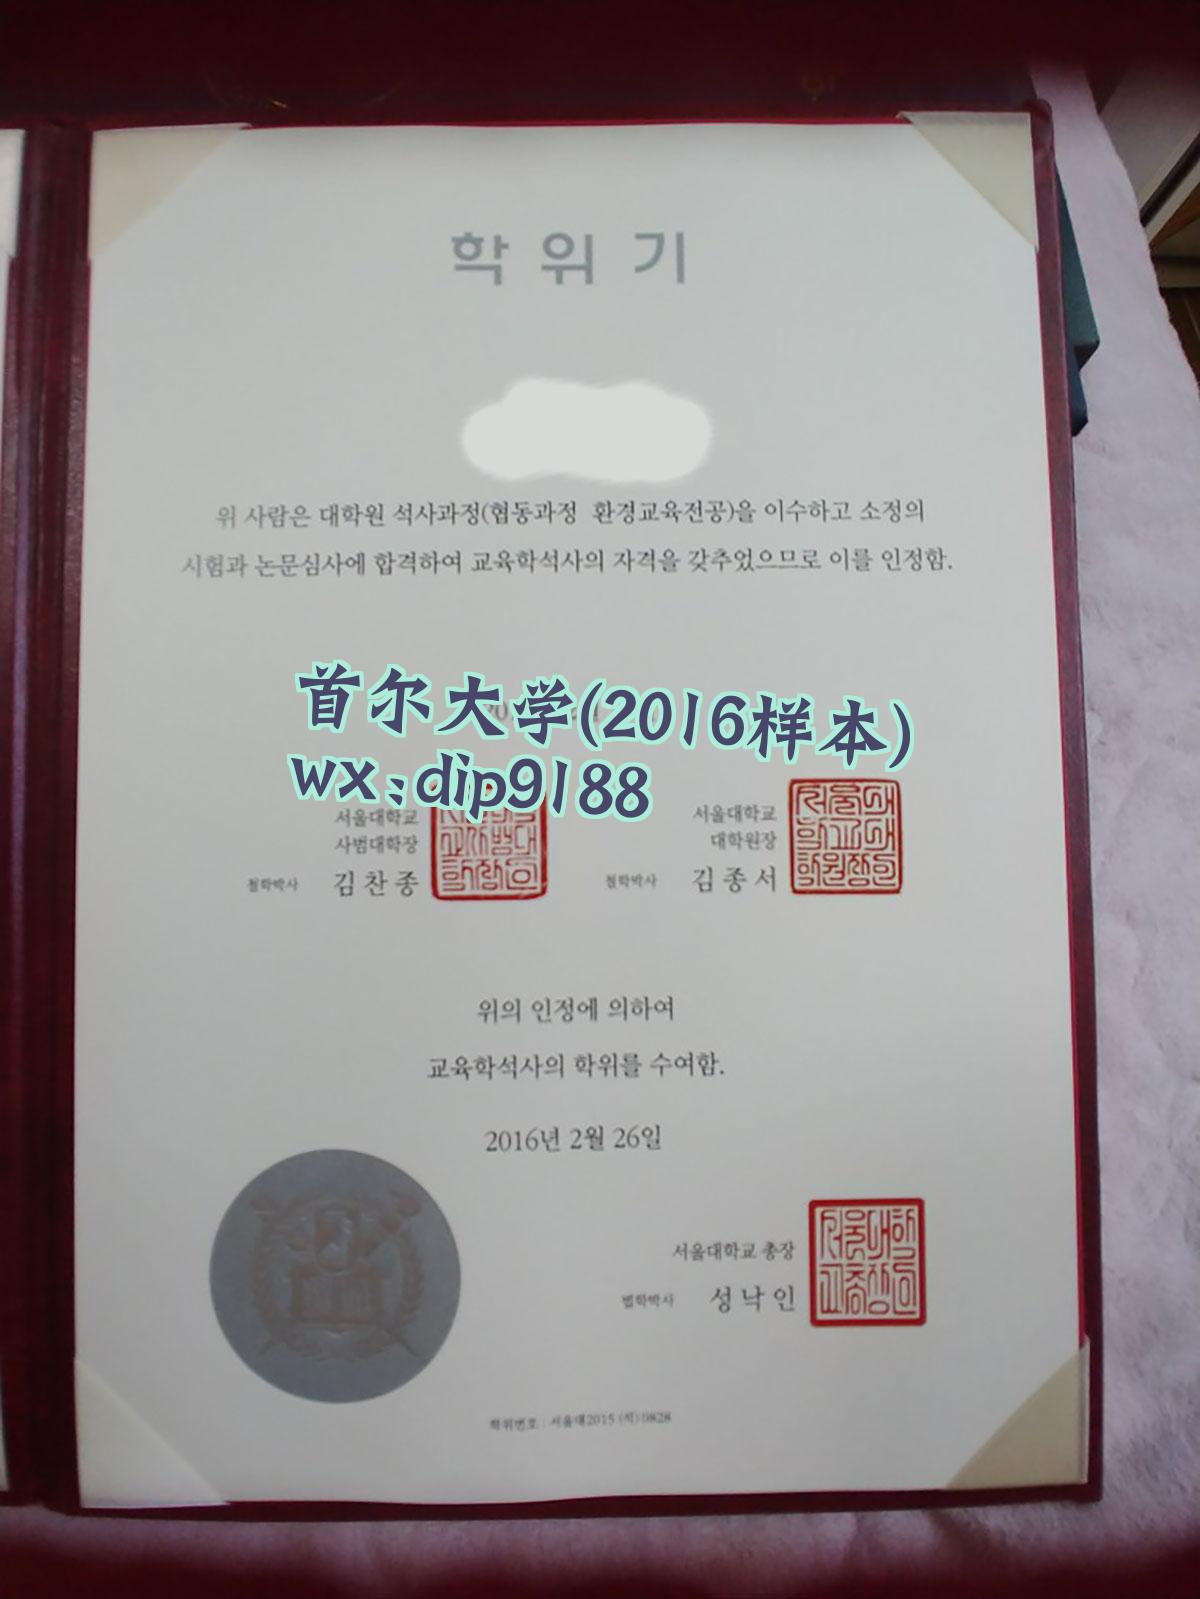 학위기
위 사람은 대학원 석사과정(협동과정 환경교육전공)을 이수하고 소정의
시험과 논문심사에 합격하여 교육학석사의 자격을 갖추었으므로 이를 인정함.
首尔大学(2016样本)
wx:dip9188
서울대학교
사범대학장
철학박사 김찬종
서울대학교
대학원장
철학박사 김종서
위의 인정에 의하여
교육학석사의 학위를 수여함.
2016년 2월 26일
서울대학교 총장
법학박사 성낙인
학위번호 : 서울대2015 (석) 0828